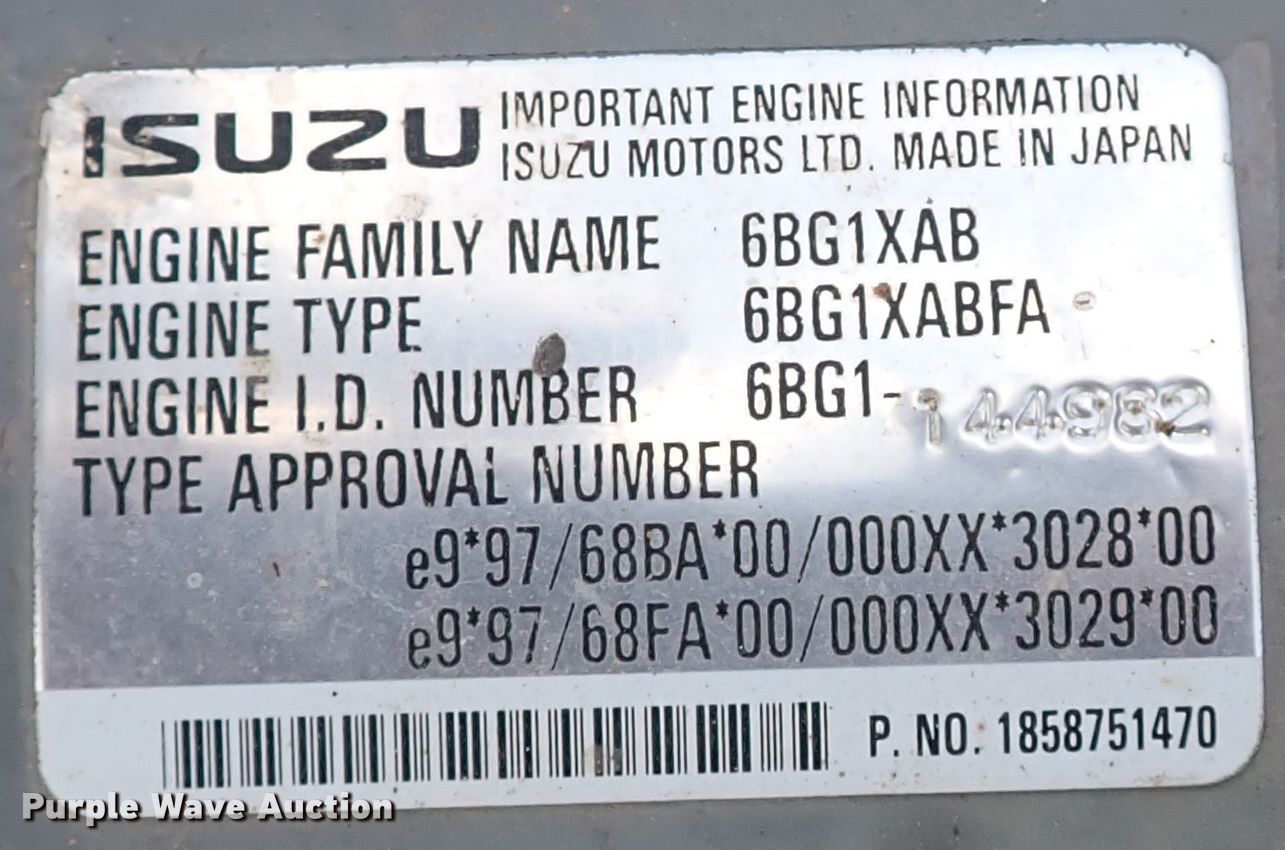 ISUZU
IMPORTANT ENGINE INFORMATION
ISUZU MOTORS LTD. MADE IN JAPAN
ENGINE FAMILY NAME 6BG1XAB
ENGINE TYPE 6BG1XABFA
ENGINE I.D. NUMBER 6BG1-144982
TYPE APPROVAL NUMBER
e9*97/68BA*00/000XX*3028*00
e9*97/68FA*00/000XX*3029*00
P. NO. 1858751470
Purple Wave Auction